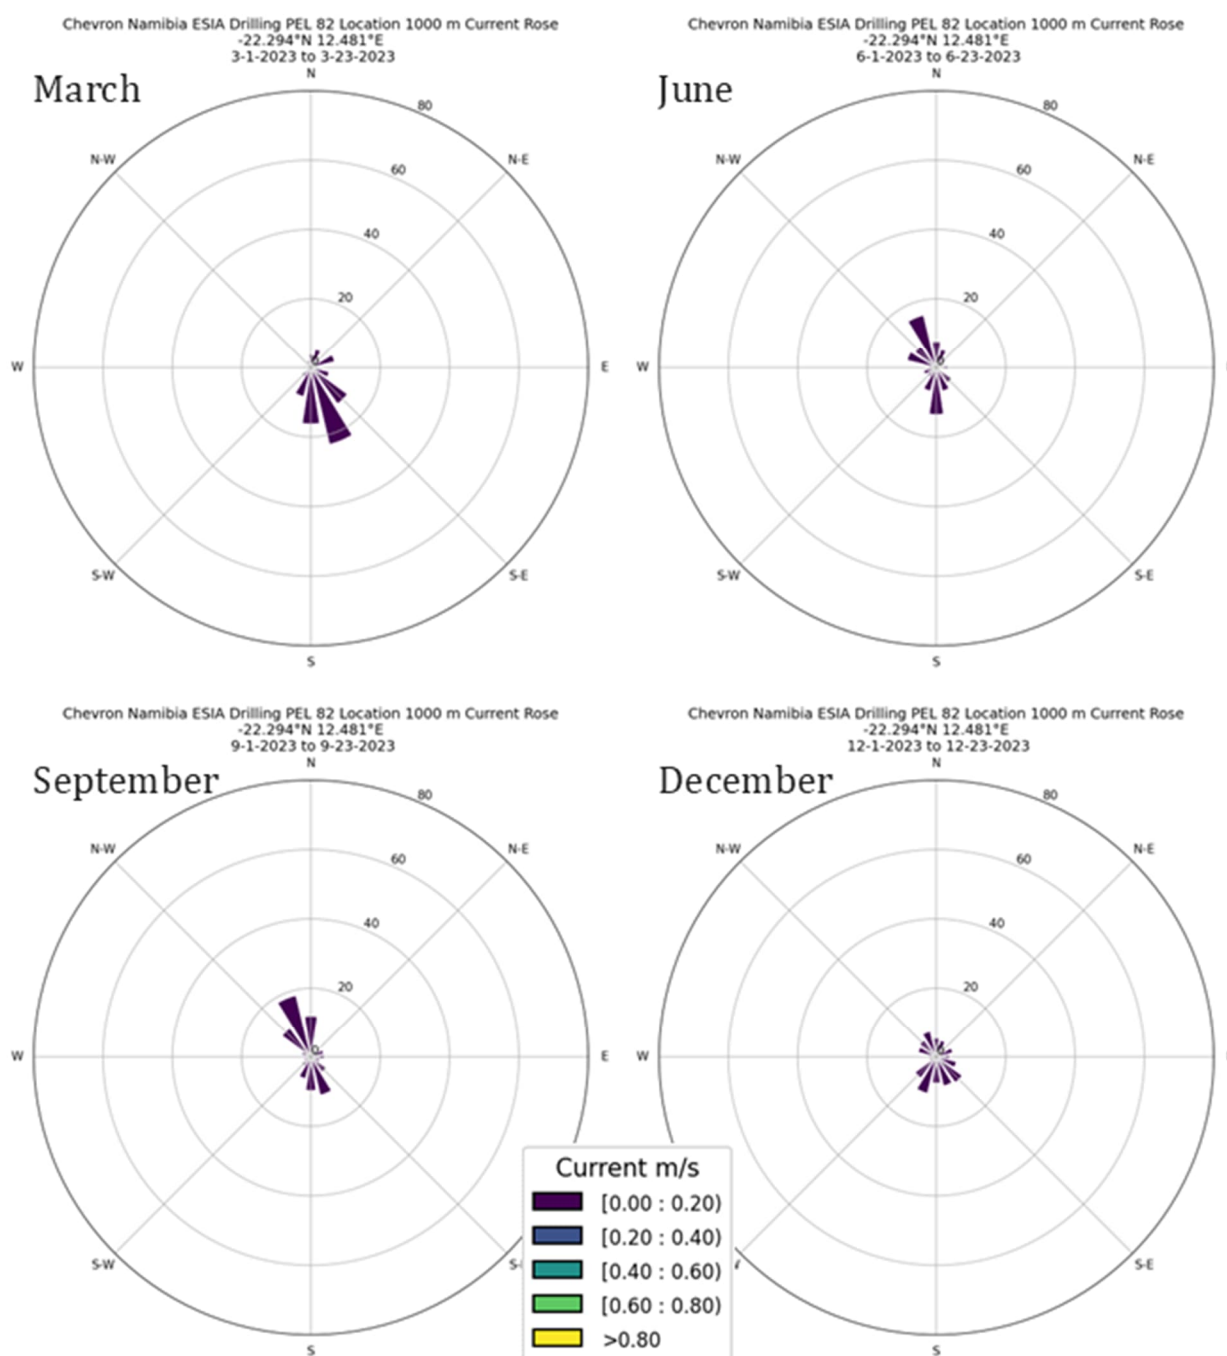 Chevron Namibia ESIA Drilling PEL 82 Location 1000 m Current Rose
-22.294°N 12.481°E
3-1-2023 to 3-23-2023
March
N
80
N-W
N-E
60
40
20
0
W
E
S-W
S-E
S
Chevron Namibia ESIA Drilling PEL 82 Location 1000 m Current Rose
-22.294°N 12.481°E
6-1-2023 to 6-23-2023
June
N
80
N-W
N-E
60
40
20
0
W
S-W
S-E
S
Chevron Namibia ESIA Drilling PEL 82 Location 1000 m Current Rose
-22.294°N 12.481°E
9-1-2023 to 9-23-2023
September
N
80
N-W
N-E
60
40
20
0
W
E
S-W
S
Chevron Namibia ESIA Drilling PEL 82 Location 1000 m Current Rose
-22.294°N 12.481°E
12-1-2023 to 12-23-2023
December
N
80
N-W
N-E
60
40
20
0
W
S-E
S
Current m/s
[0.00 : 0.20)
[0.20 : 0.40)
[0.40 : 0.60)
[0.60 : 0.80)
>0.80